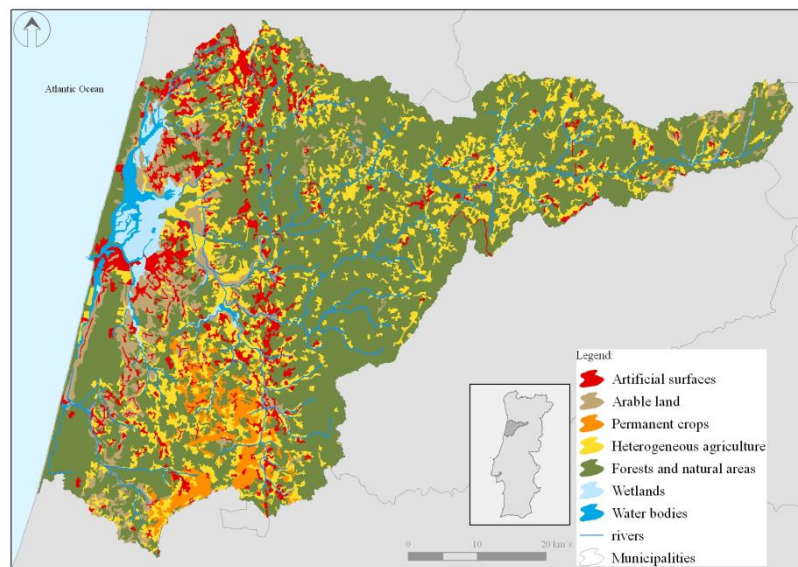 Atlantic Ocean
Legend:
Artificial surfaces
Arable land
Permanent crops
Heterogeneous agriculture
Forests and natural areas
Wetlands
Water bodies
rivers
Municipalities
0 10 20 km´s